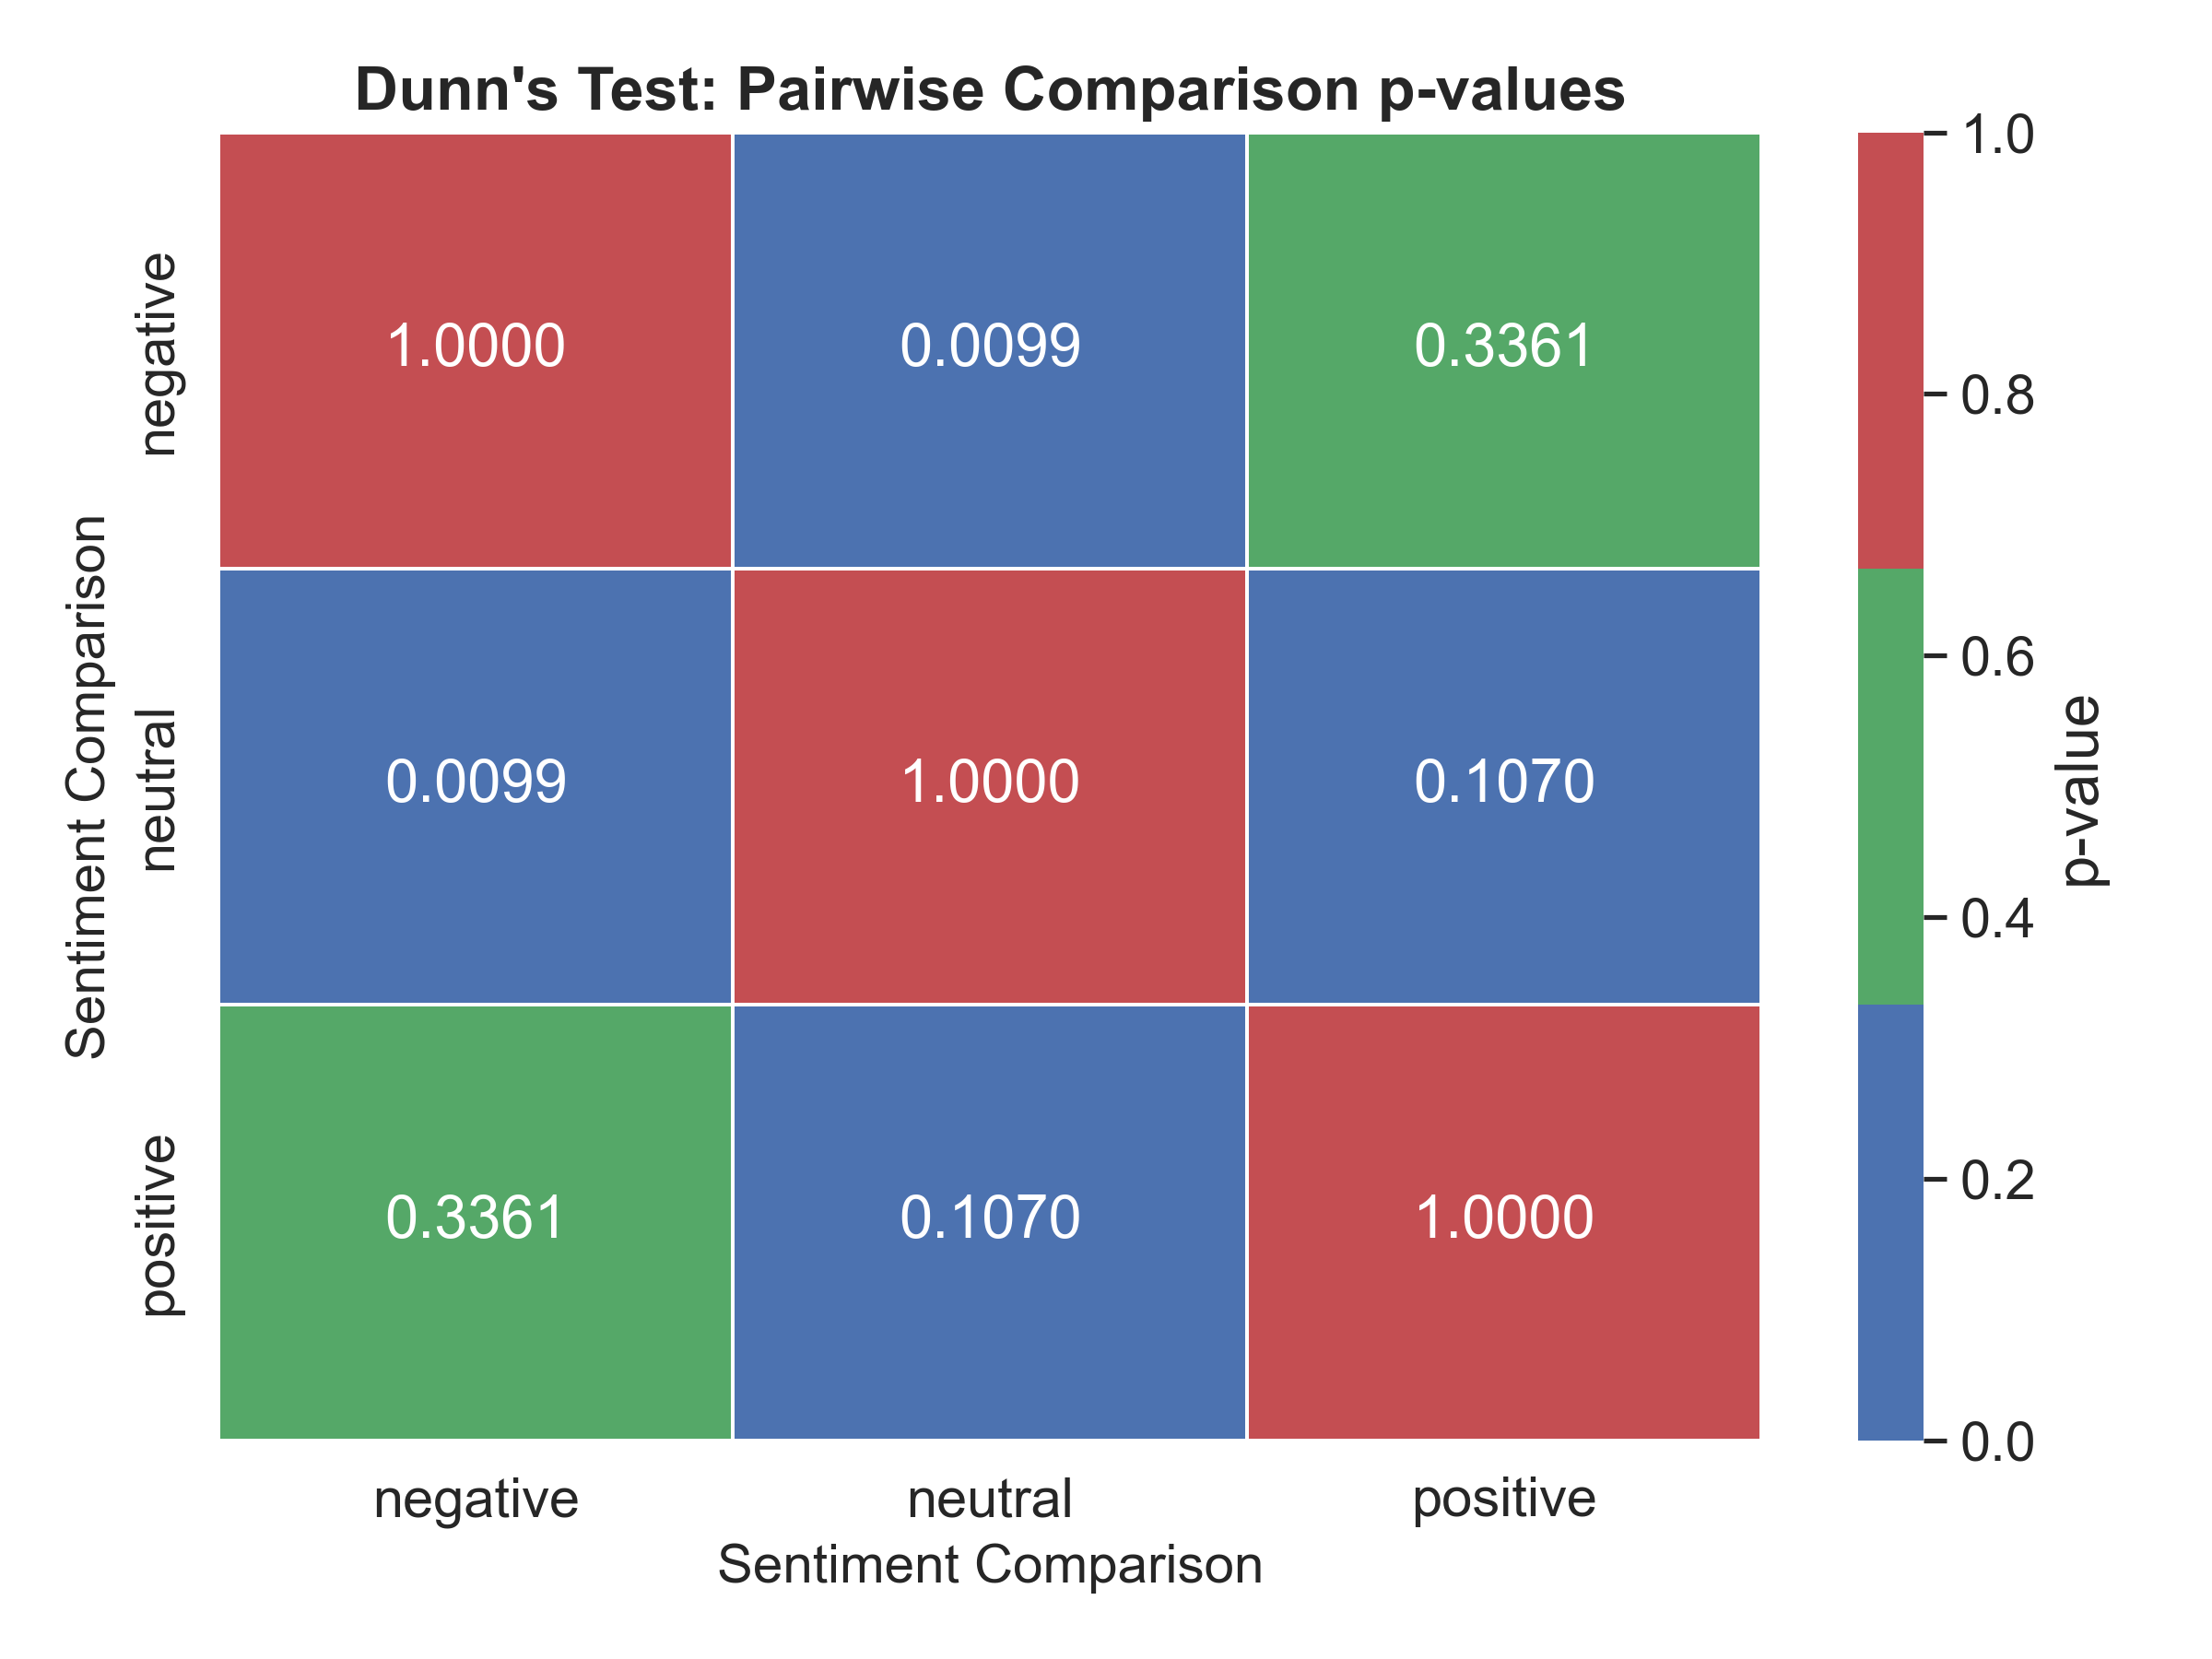 Dunn's Test: Pairwise Comparison p-values
Sentiment Comparison
negative
1.0000 0.0099 0.3361
neutral
0.0099 1.0000 0.1070
positive
0.3361 0.1070 1.0000
negative neutral positive
Sentiment Comparison
1.0
0.8
0.6
0.4
0.2
0.0
p-value